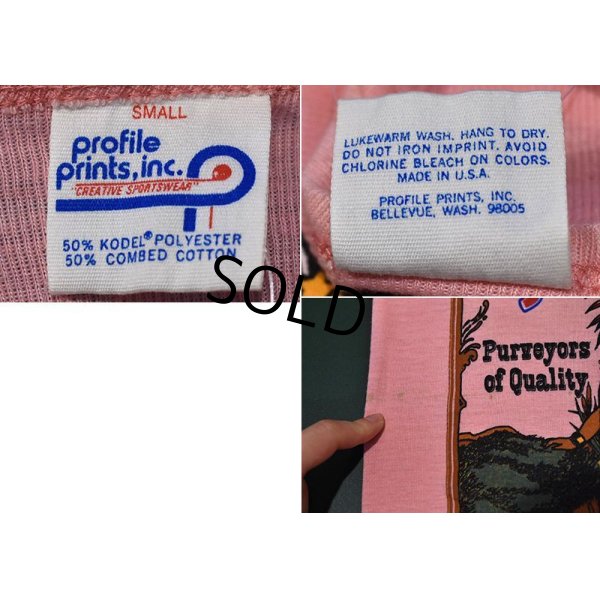 SMALL
profile
prints, inc.
"CREATIVE SPORTSWEAR"
50% KODEL® POLYESTER
50% COMBED COTTON
LUKEWARM WASH. HANG TO DRY.
DO NOT IRON IMPRINT. AVOID
CHLORINE BLEACH ON COLORS.
MADE IN U.S.A.
PROFILE PRINTS, INC.
BELLEVUE, WASH. 98005
SOLD
Purveyors
of Quality